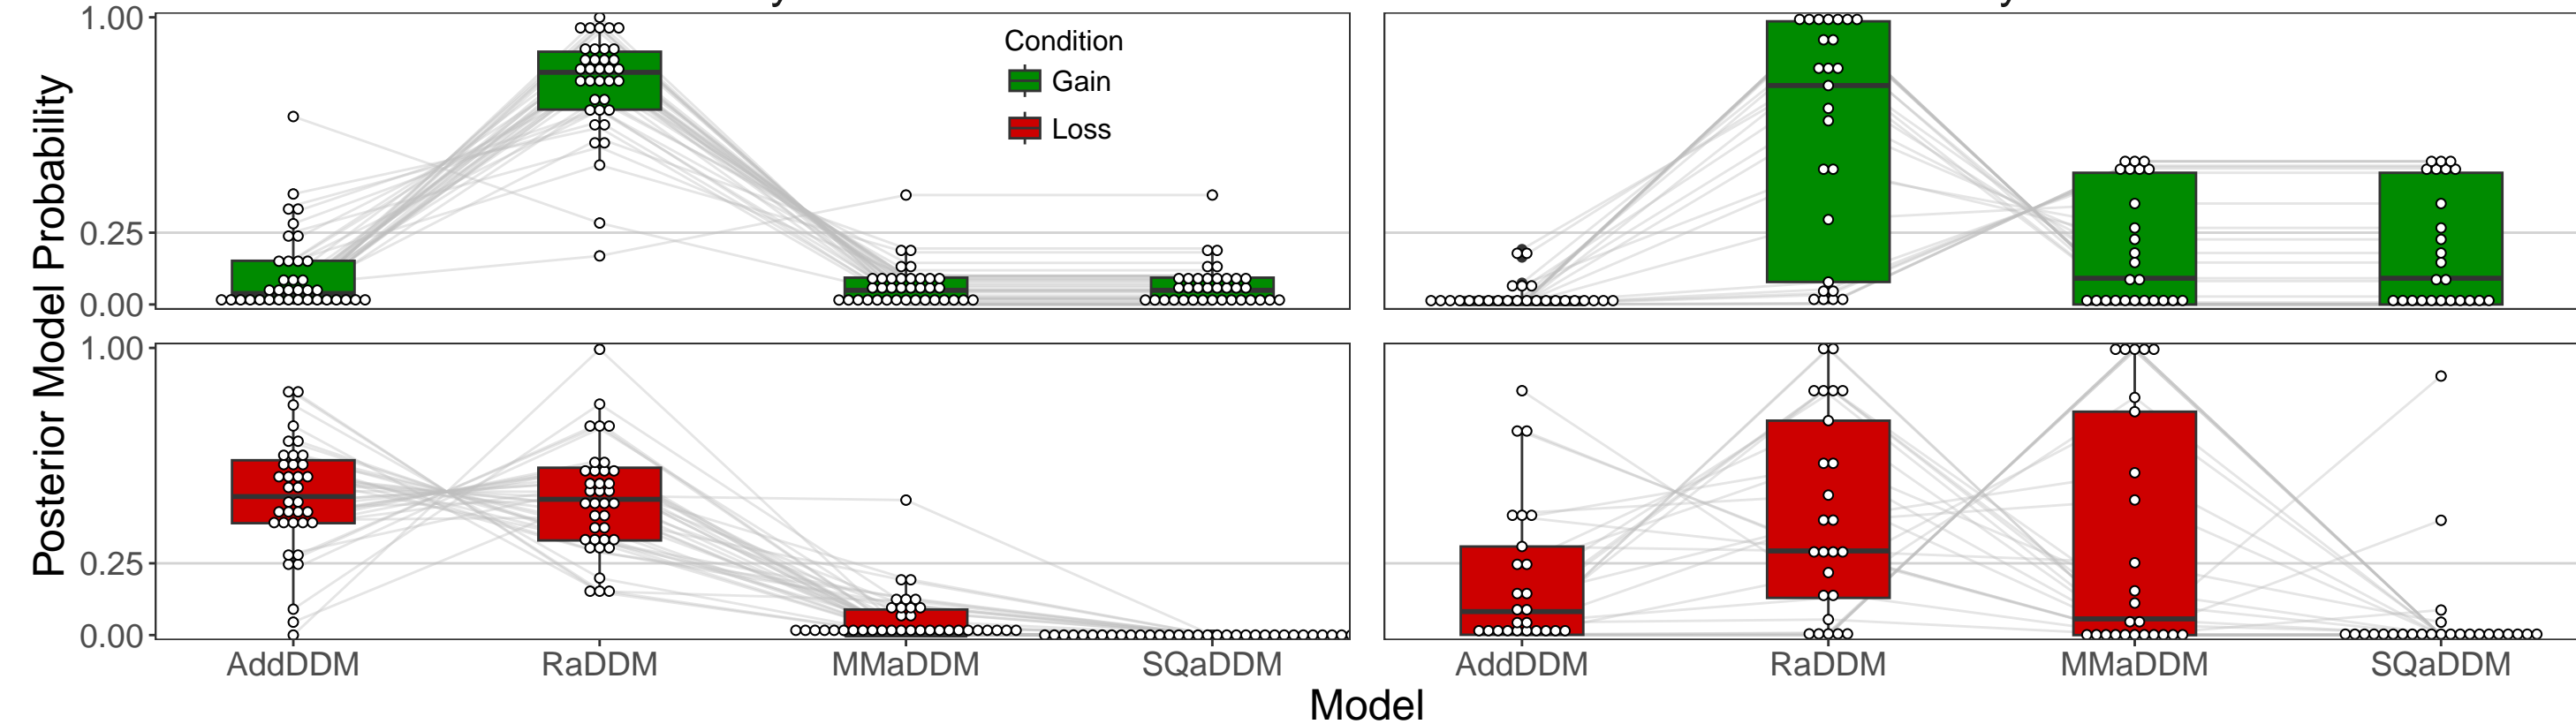 1.00
0.25
0.00
Condition
Gain
Loss
Posterior Model Probability
1.00
0.25
0.00
AddDDM RaDDM MMaDDM SQaDDM AddDDM RaDDM MMaDDM SQaDDM
Model